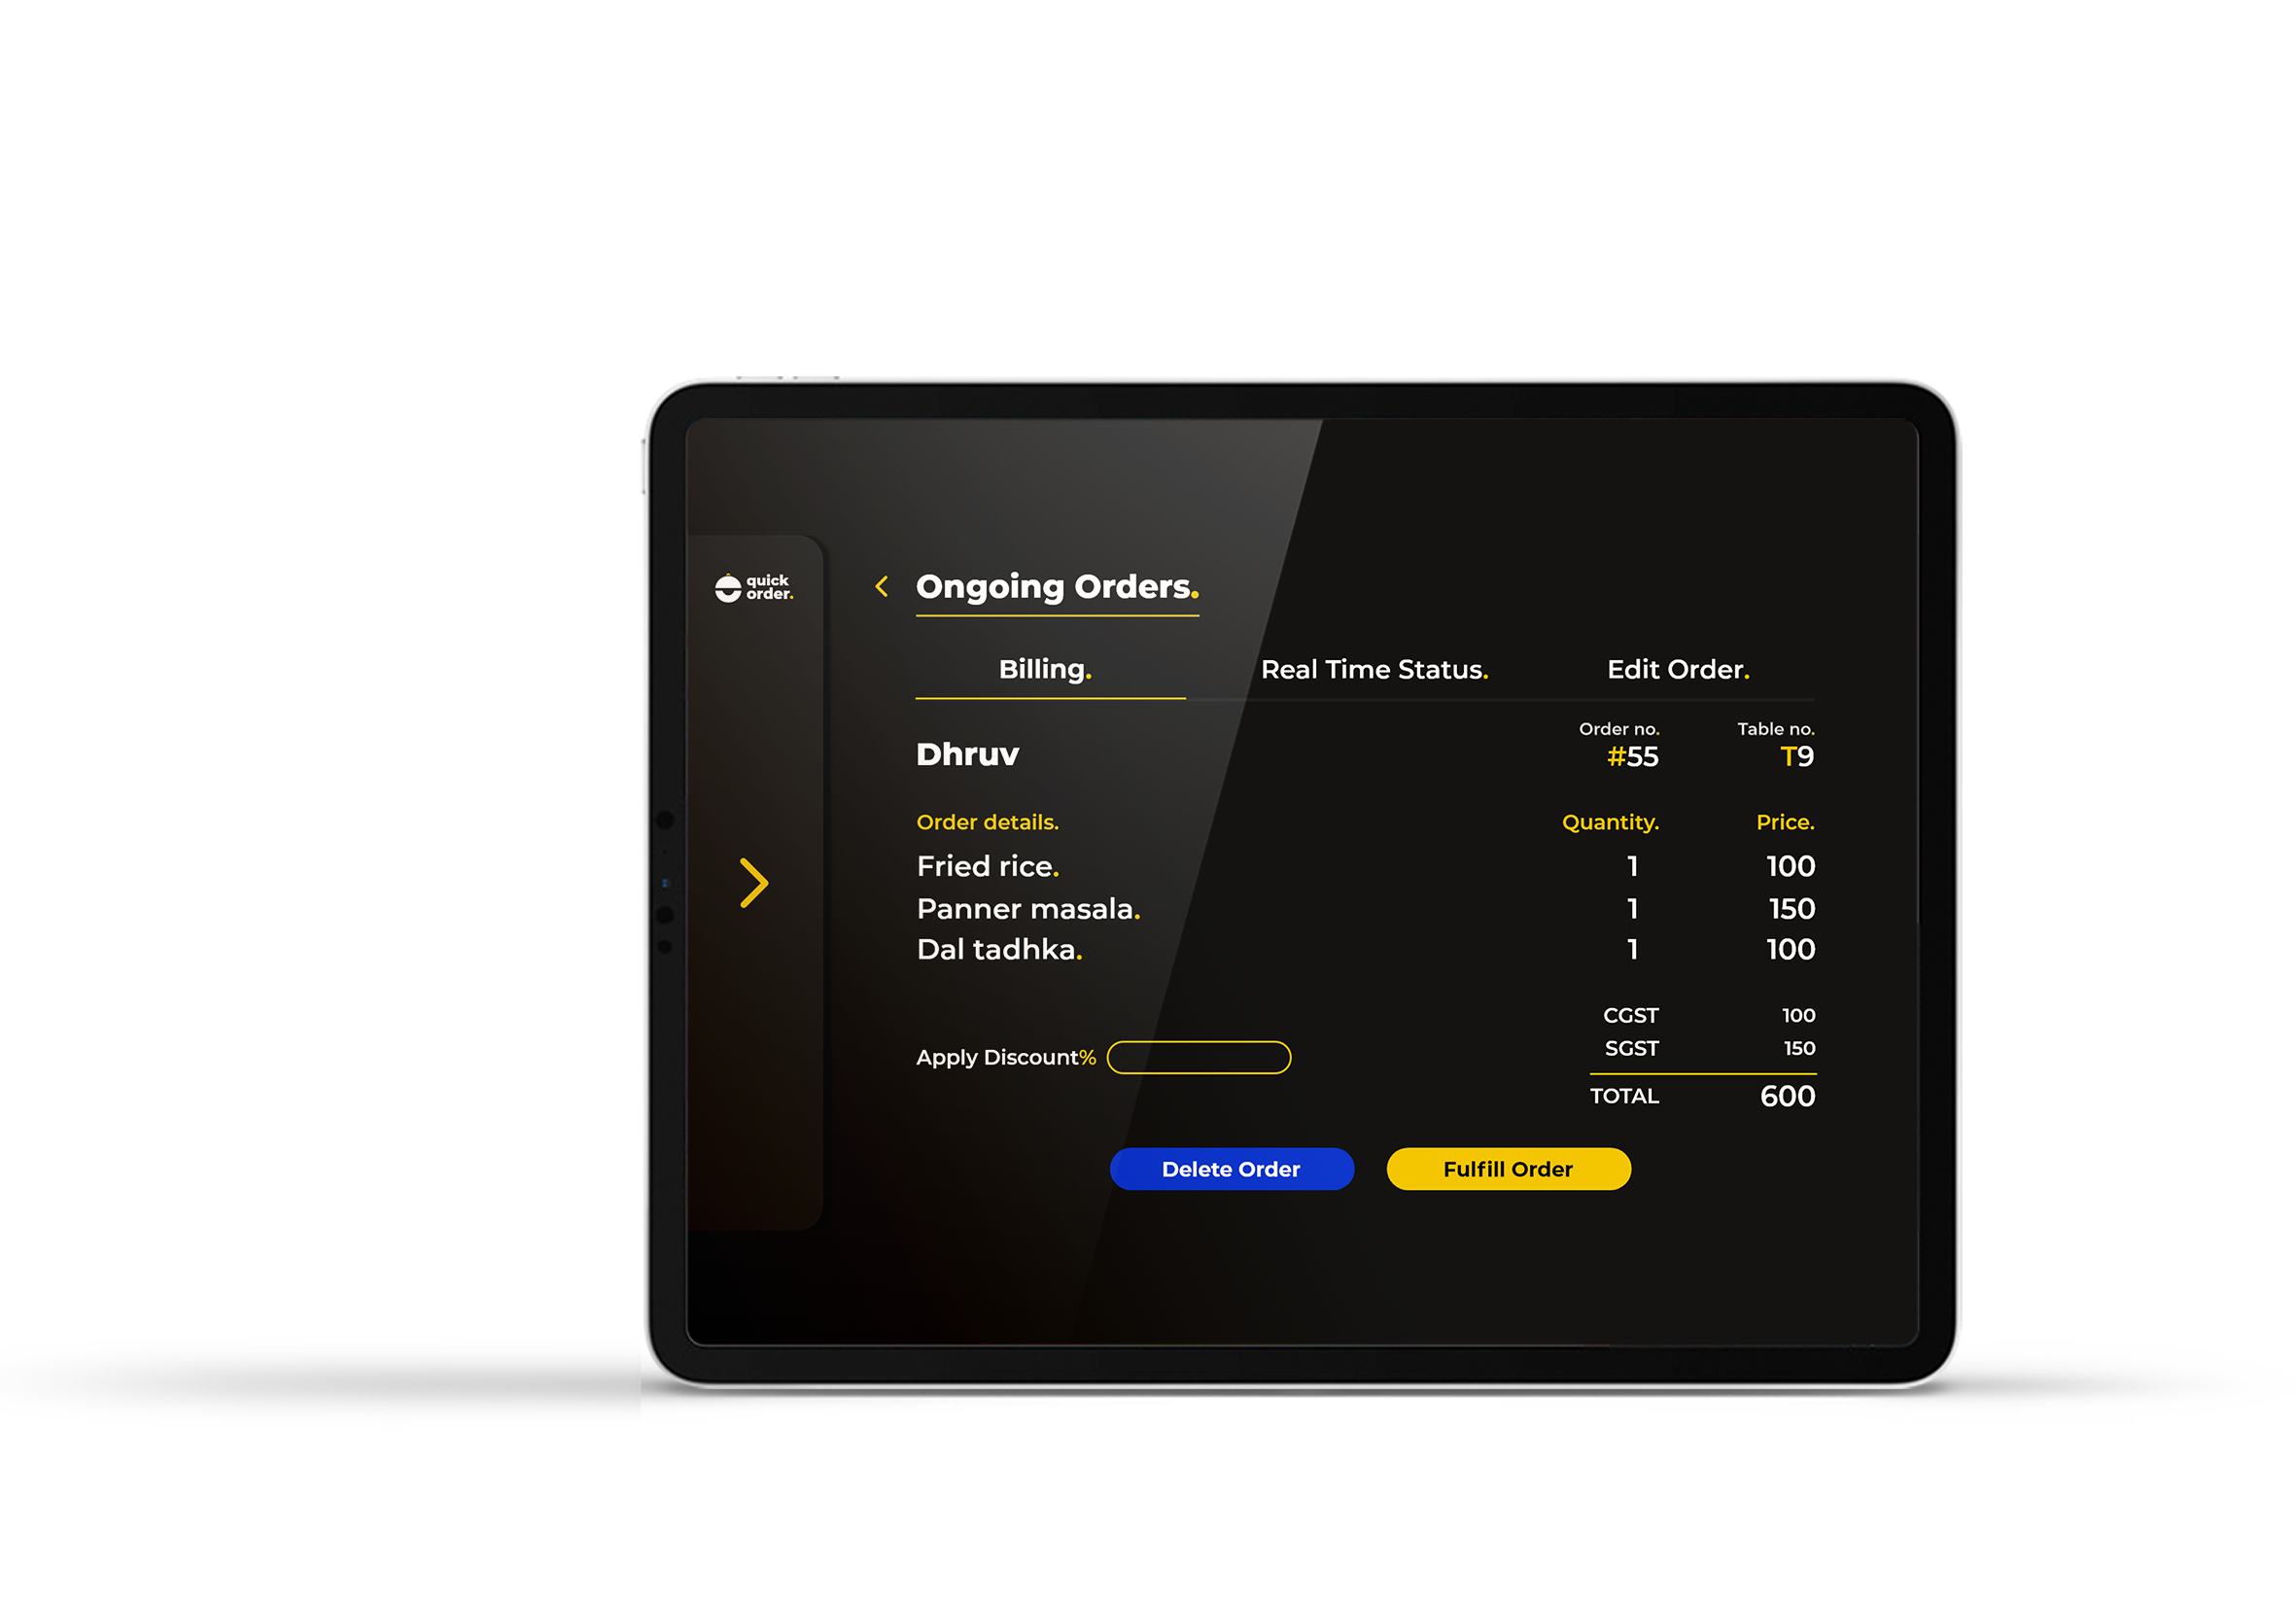 quick
order.
Ongoing Orders.
Billing. Real Time Status. Edit Order.
Order no. Table no.
Dhruv #55 T9
Order details. Quantity. Price.
Fried rice. 1 100
Panner masala. 1 150
Dal tadhka. 1 100
CGST 100
Apply Discount% SGST 150
TOTAL 600
Delete Order Fulfill Order